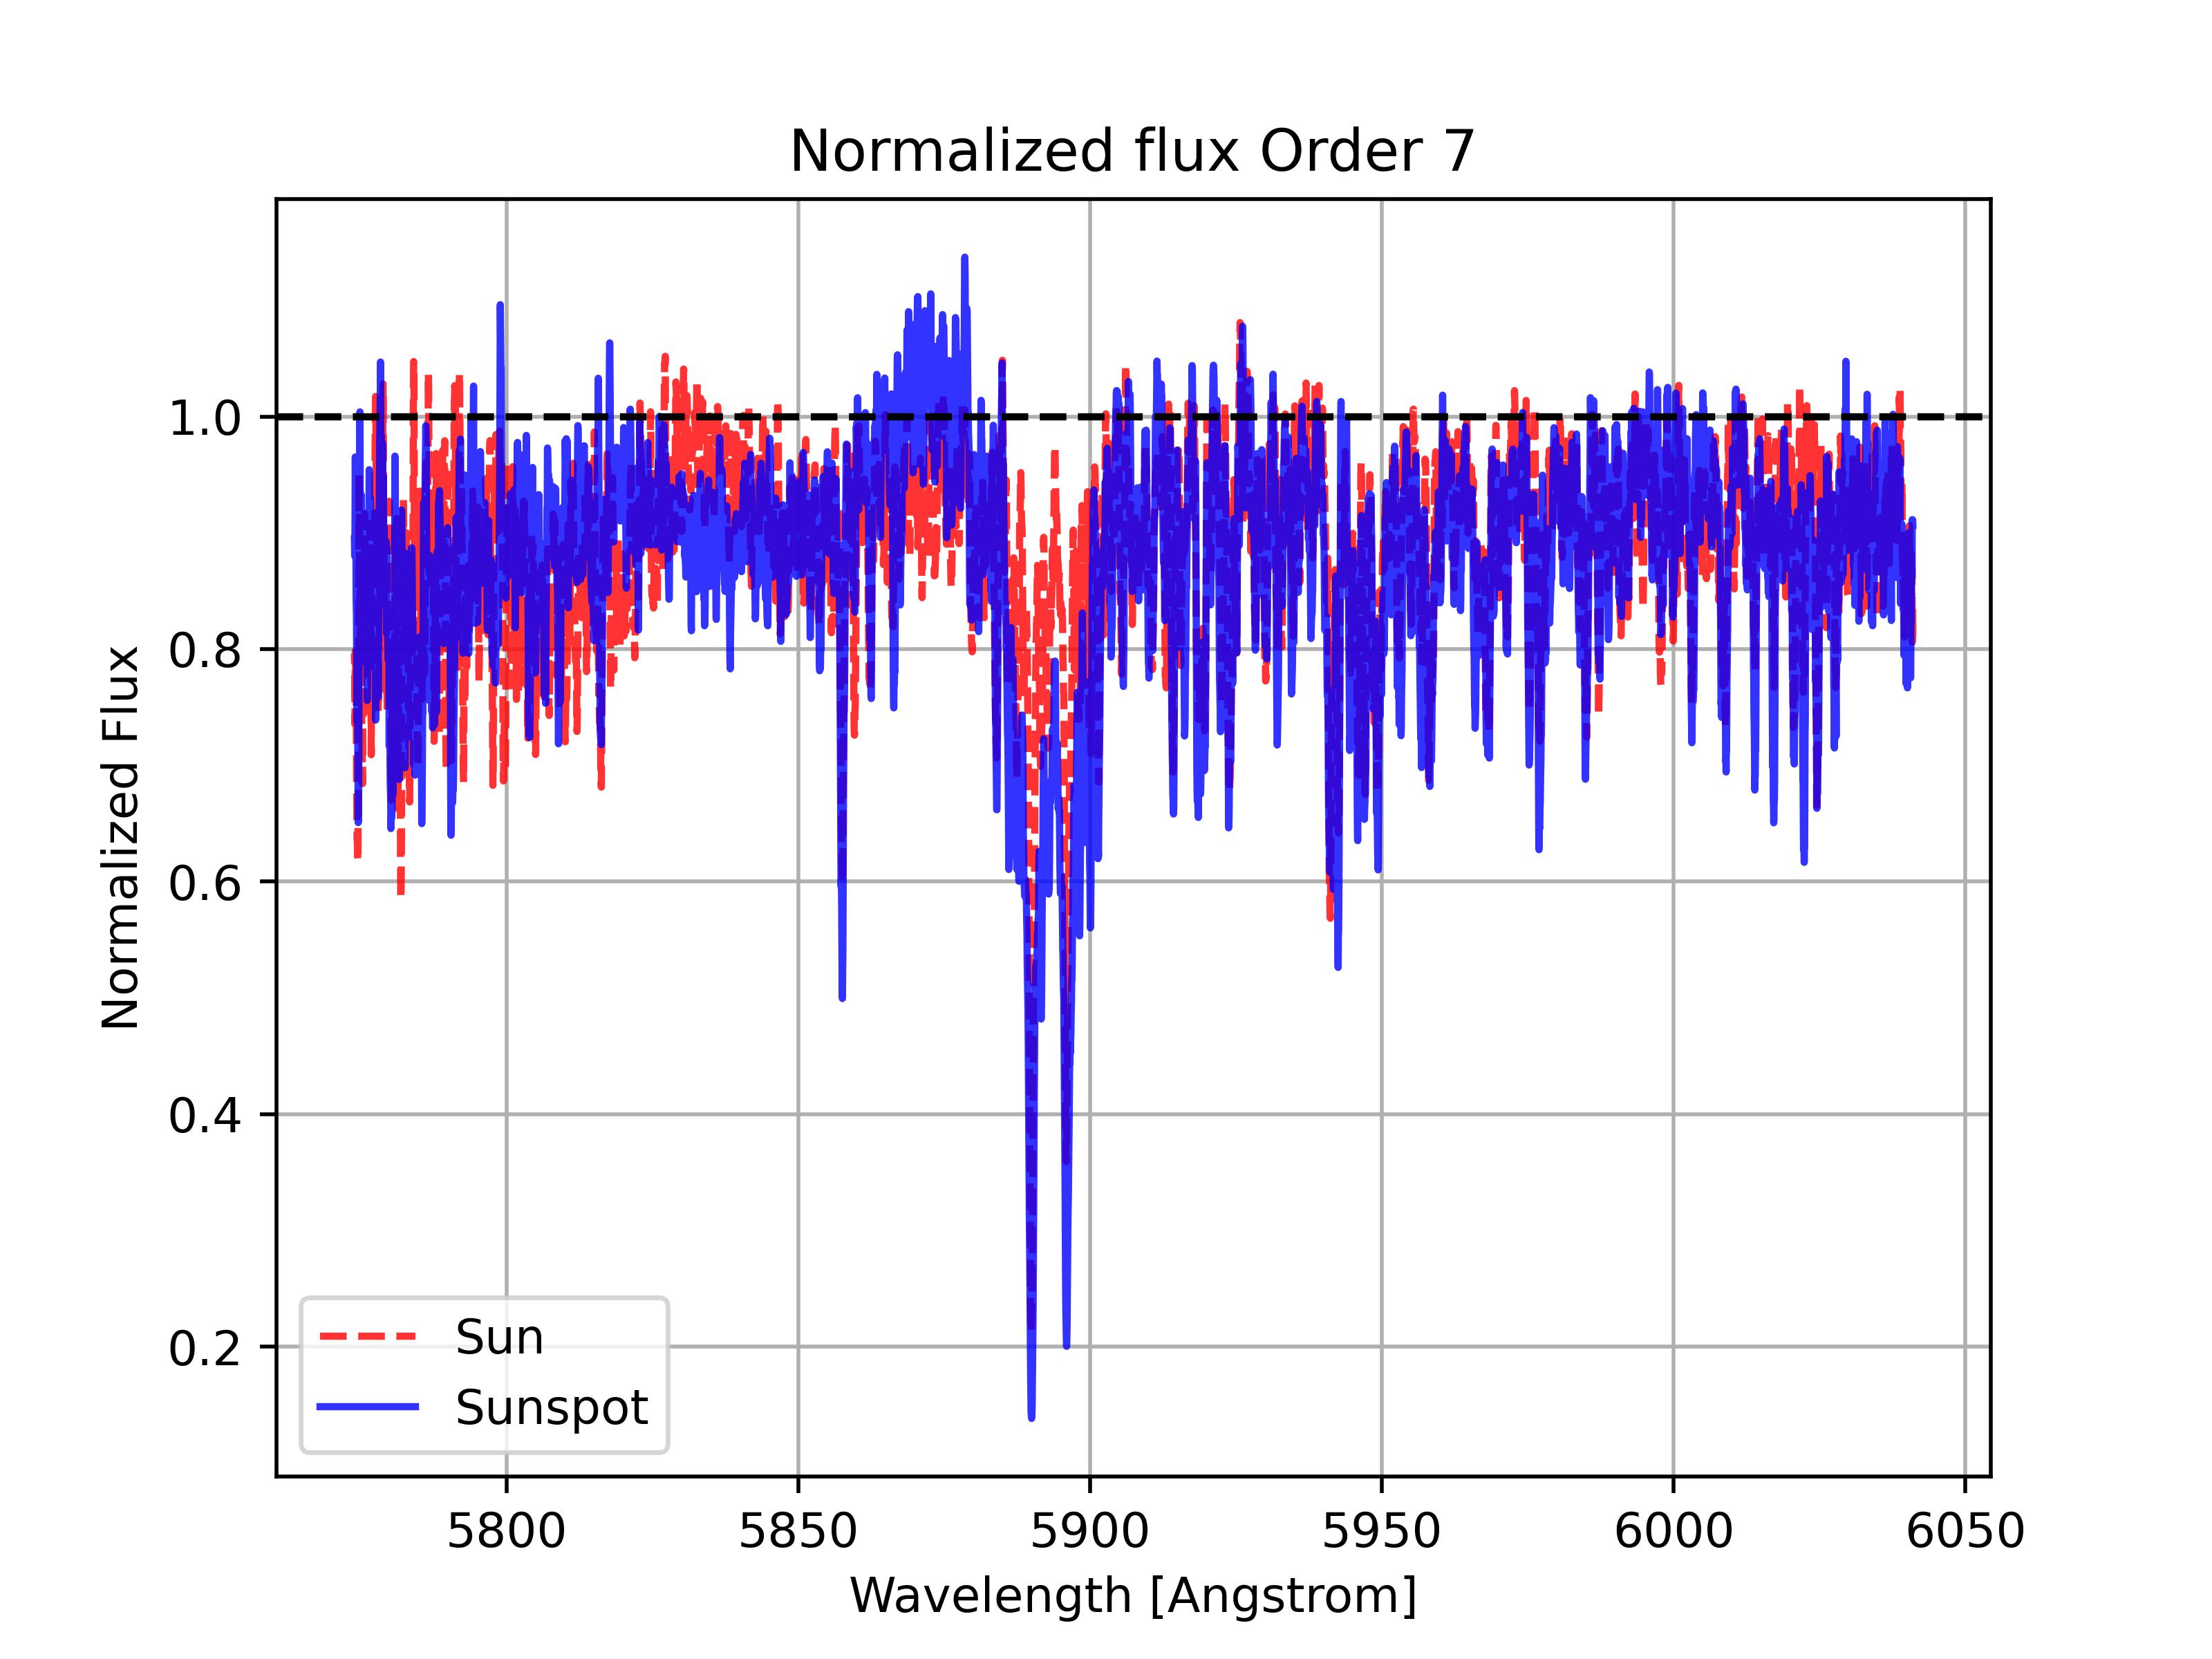 Normalized flux Order 7
1.0
0.8
0.6
0.4
0.2
Normalized Flux
Sun
Sunspot
5800 5850 5900 5950 6000 6050
Wavelength [Angstrom]